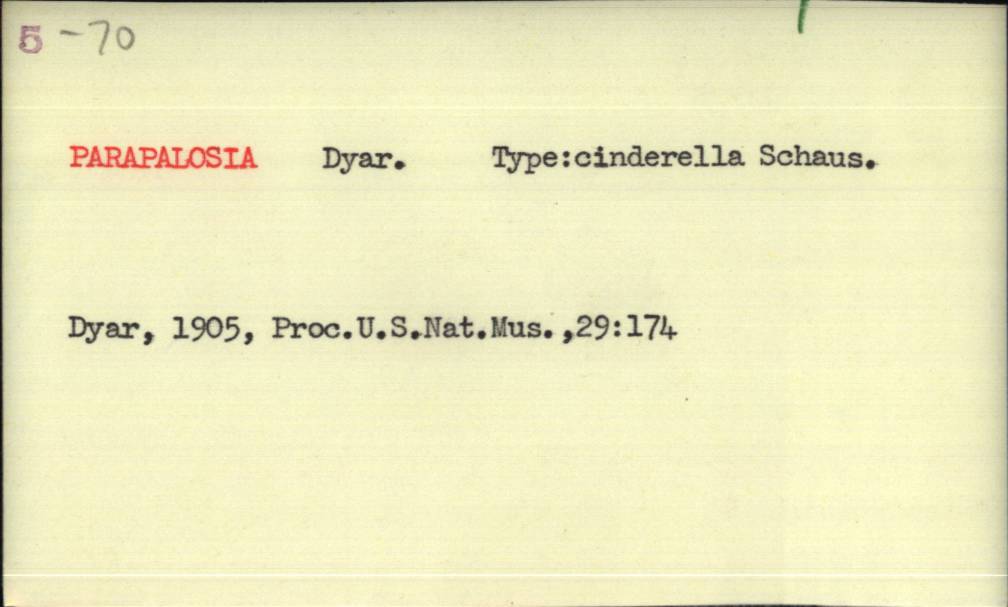 5 -70
PARAPALOSIA Dyar. Type:cinderella Schaus.
Dyar, 1905, Proc.U.S.Nat.Mus.,29:174